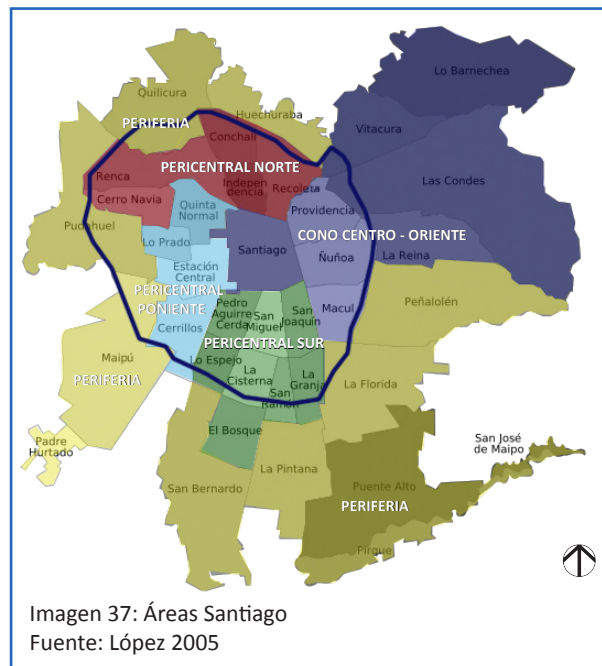 Lo Barnechea
Quilicura
Huechuraba
PERIFERIA
Vitacura
Conchalí
PERICENTRAL NORTE
Renca
Indepen
dencia
Recoleta
Las Condes
Cerro Navia
Quinta
Normal
Providencia
Pudahuel
CONO CENTRO - ORIENTE
Lo Prado
Santiago
La Reina
Ñuñoa
Estación
Central
PERICENTRAL
PONIENTE
Peñalolén
Pedro
Aguirre
Cerda
San
Miguel
San
Joaquín
Macul
Cerrillos
PERICENTRAL SUR
Maipú
Lo Espejo
La
Cisterna
La
Granja
PERIFERIA
La Florida
San
Ramón
El Bosque
Padre
Hurtado
San José
de Maipo
La Pintana
San Bernardo
Puente Alto
PERIFERIA
Pirque
Imagen 37: Áreas Santiago
Fuente: López 2005